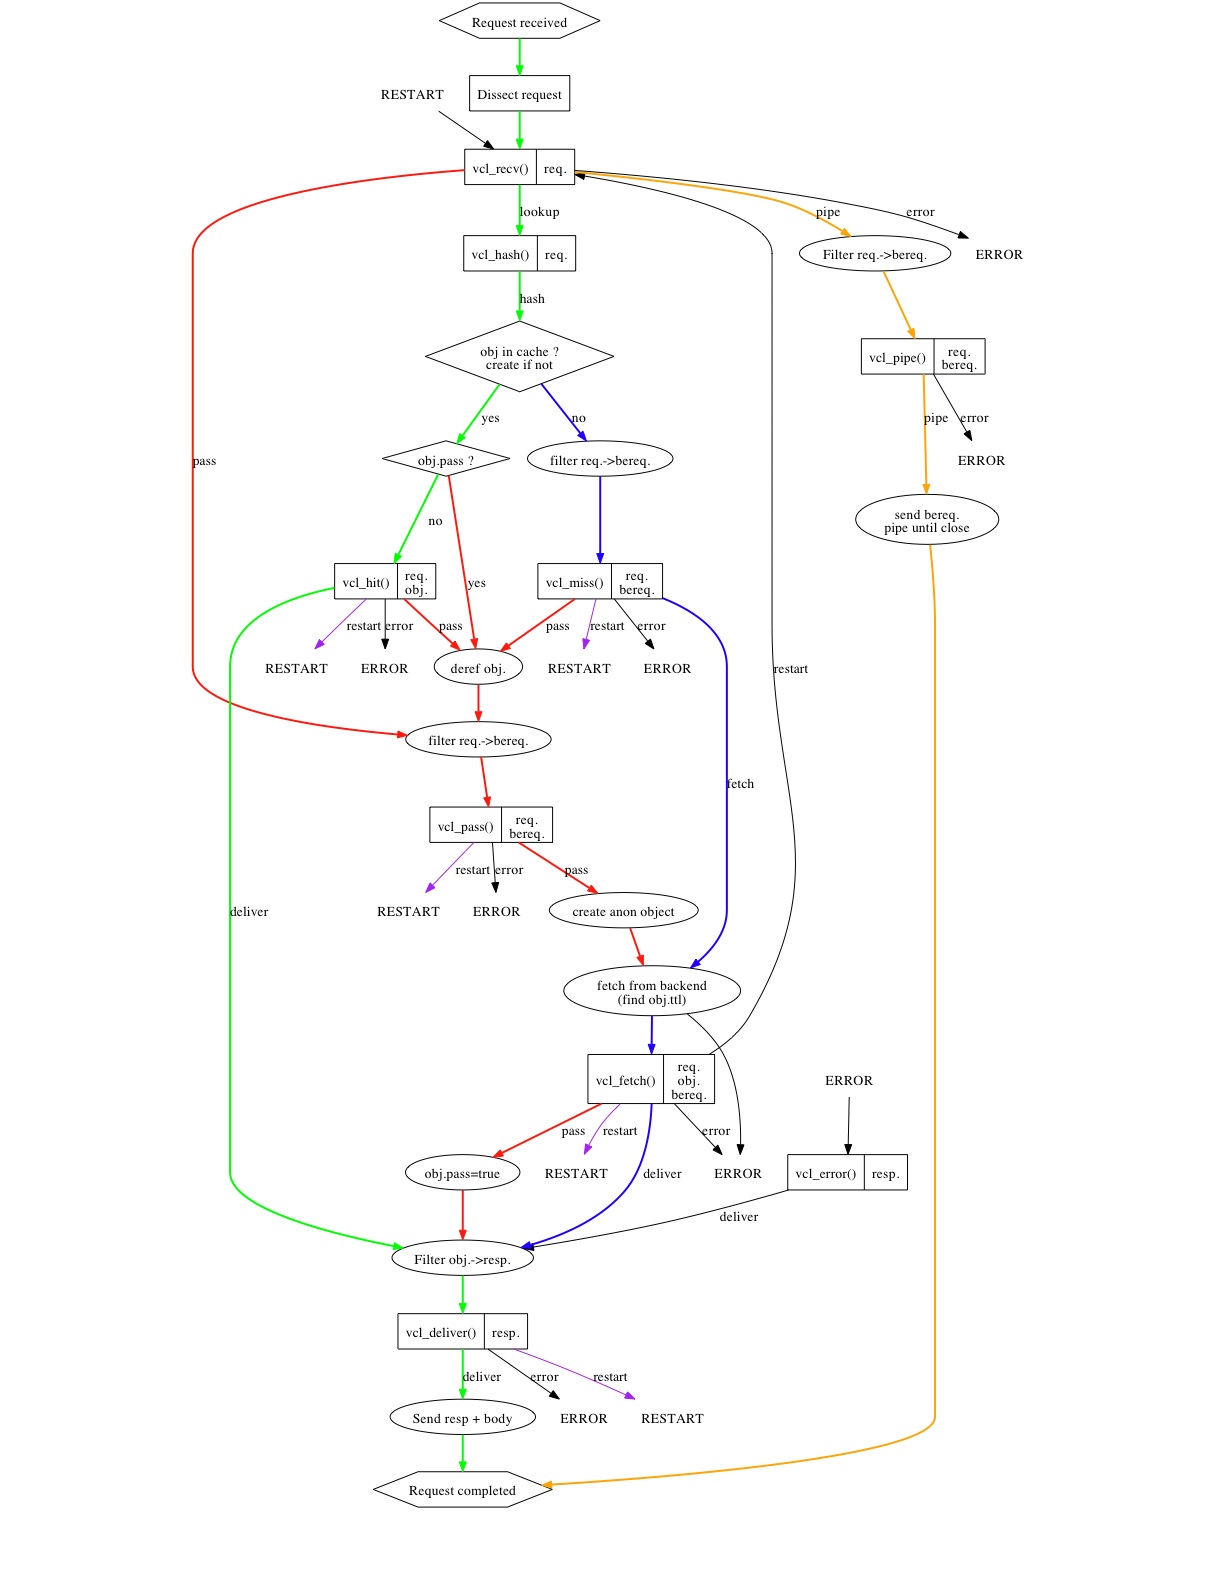 Request received
RESTART
Dissect request
vcl_recv()
req.
lookup
pipe
error
vcl_hash()
req.
Filter req.->bereq.
ERROR
hash
obj in cache ?
create if not
vcl_pipe()
req.
bereq.
yes
no
pipe
error
pass
obj.pass ?
filter req.->bereq.
ERROR
no
send bereq.
pipe until close
vcl_hit()
req.
obj.
yes
vcl_miss()
req.
bereq.
restart
error
pass
pass
restart
error
RESTART
ERROR
deref obj.
RESTART
ERROR
restart
filter req.->bereq.
fetch
vcl_pass()
req.
bereq.
restart
error
pass
deliver
RESTART
ERROR
create anon object
fetch from backend
(find obj.ttl)
vcl_fetch()
req.
obj.
bereq.
ERROR
pass
restart
error
obj.pass=true
RESTART
deliver
ERROR
vcl_error()
resp.
deliver
Filter obj.->resp.
vcl_deliver()
resp.
deliver
error
restart
Send resp + body
ERROR
RESTART
Request completed